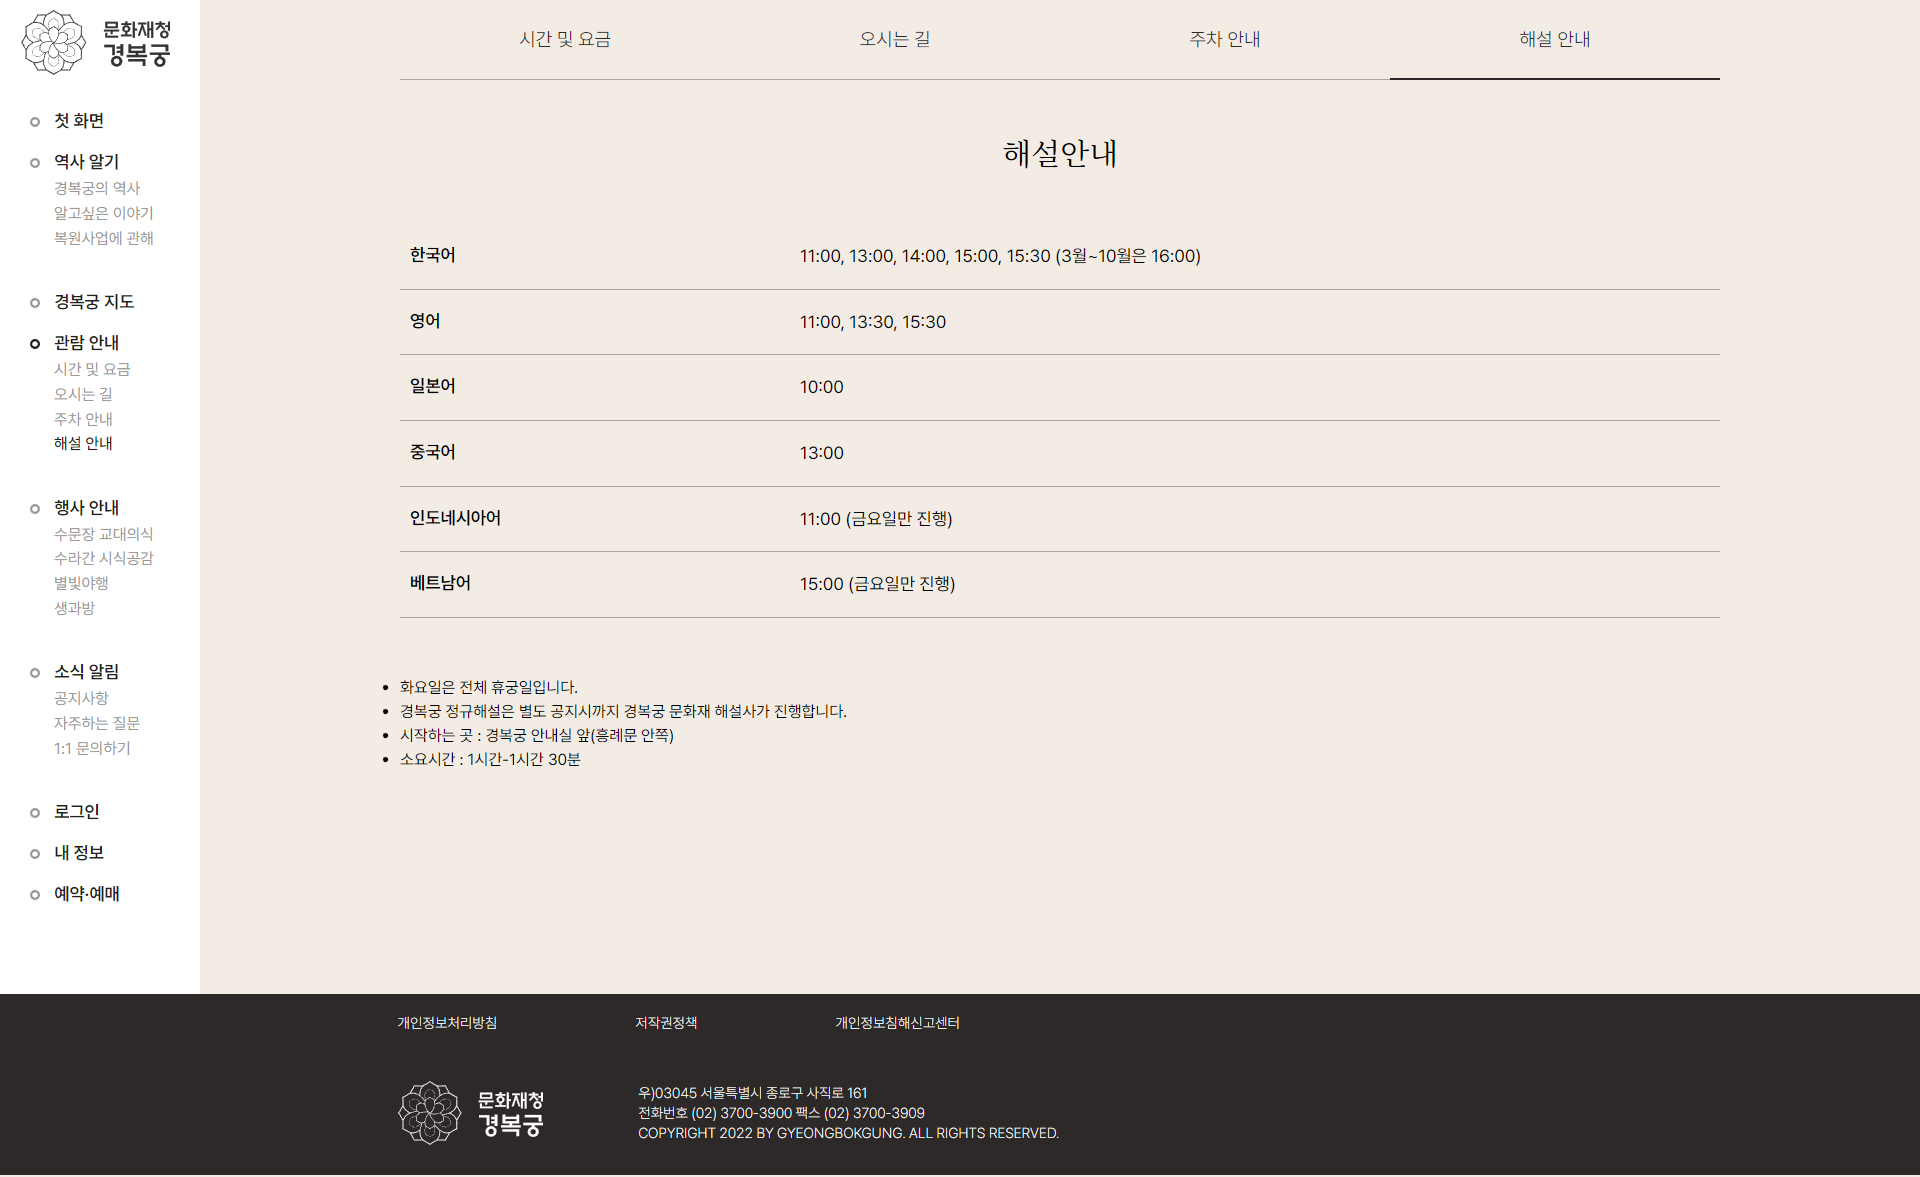 문화재청
경복궁
첫 화면
역사 알기
경복궁의 역사
알고싶은 이야기
복원사업에 관해
경복궁 지도
관람 안내
시간 및 요금
오시는 길
주차 안내
해설 안내
행사 안내
수문장 교대의식
수라간 시식공감
별빛야행
생과방
소식 알림
공지사항
자주하는 질문
1:1 문의하기
로그인
내 정보
예약·예매
시간 및 요금 오시는 길 주차 안내 해설 안내
해설안내
한국어 11:00, 13:00, 14:00, 15:00, 15:30 (3월~10월은 16:00)
영어 11:00, 13:30, 15:30
일본어 10:00
중국어 13:00
인도네시아어 11:00 (금요일만 진행)
베트남어 15:00 (금요일만 진행)
• 화요일은 전체 휴궁일입니다.
• 경복궁 정규해설은 별도 공지시까지 경복궁 문화재 해설사가 진행합니다.
• 시작하는 곳 : 경복궁 안내실 앞(흥례문 안쪽)
• 소요시간 : 1시간-1시간 30분
개인정보처리방침 저작권정책 개인정보침해신고센터
문화재청
경복궁
우)03045 서울특별시 종로구 사직로 161
전화번호 (02) 3700-3900 팩스 (02) 3700-3909
COPYRIGHT 2022 BY GYEONGBOKGUNG. ALL RIGHTS RESERVED.